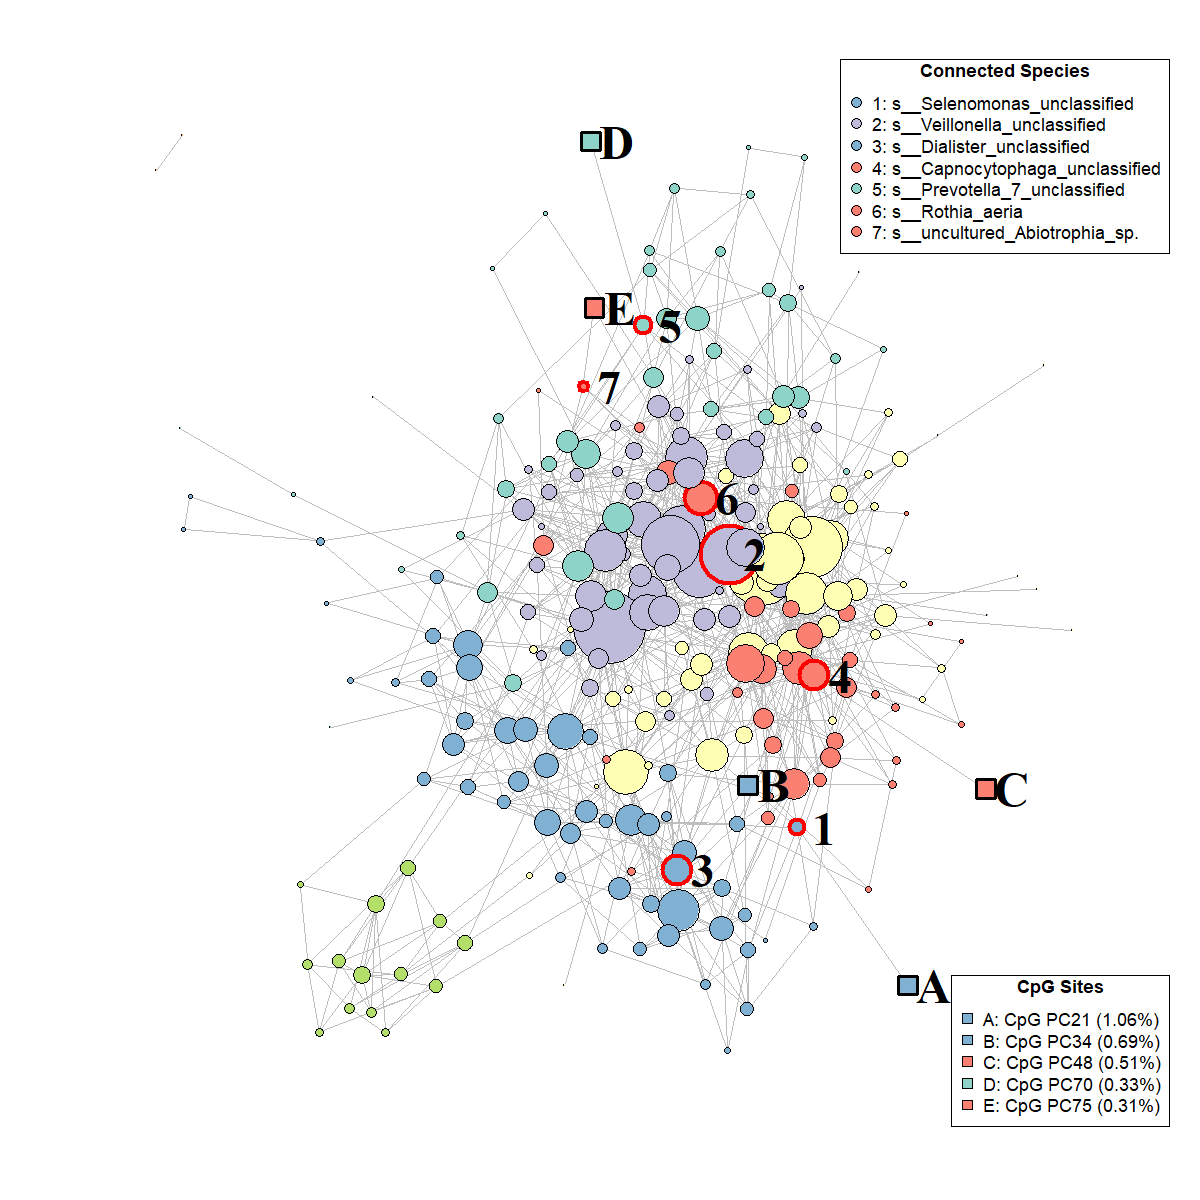 Connected Species
1: s__Selenomonas_unclassified
2: s__Veillonella_unclassified
3: s__Dialister_unclassified
4: s__Capnocytophaga_unclassified
5: s__Prevotella_7_unclassified
6: s__Rothia_aeria
7: s__uncultured_Abiotrophia_sp.
D
E
5
7
6
2
4
B
C
1
3
A
CpG Sites
A: CpG PC21 (1.06%)
B: CpG PC34 (0.69%)
C: CpG PC48 (0.51%)
D: CpG PC70 (0.33%)
E: CpG PC75 (0.31%)